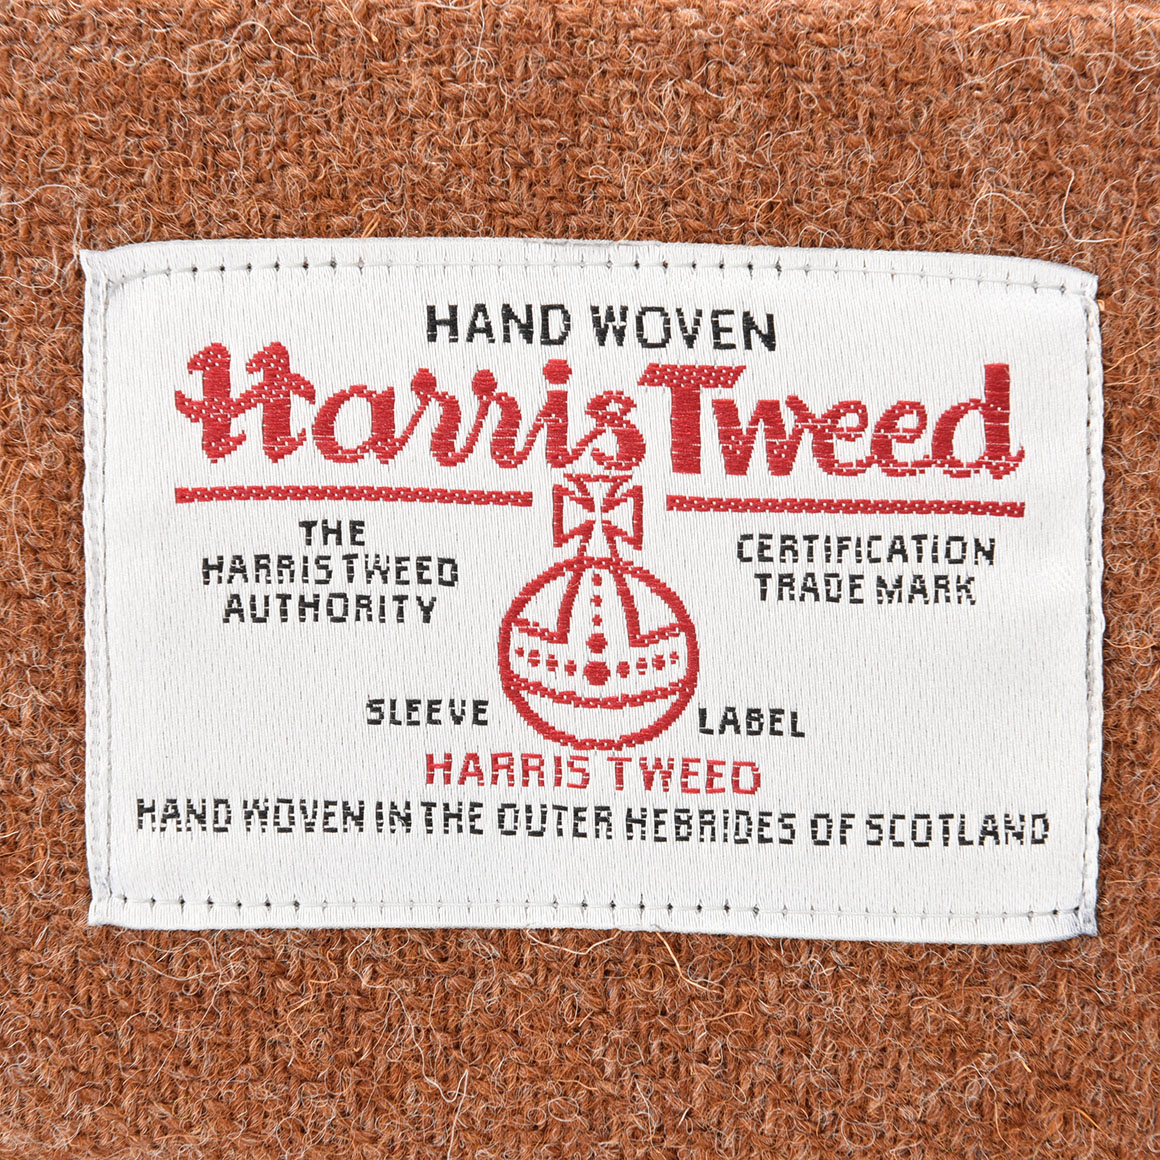 HAND WOVEN
Harris Tweed
THE
HARRIS TWEED
AUTHORITY
CERTIFICATION
TRADE MARK
SLEEVE LABEL
HARRIS TWEED
HAND WOVEN IN THE OUTER HEBRIDES OF SCOTLAND